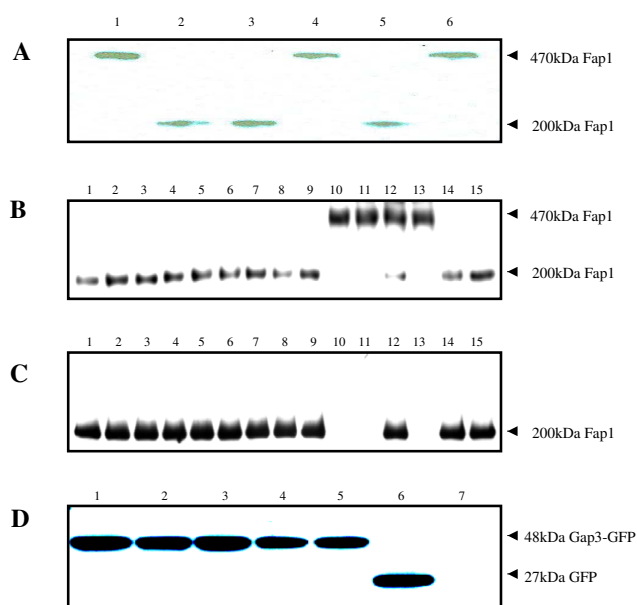 1 2 3 4 5 6
A
470kDa Fap1
200kDa Fap1
1 2 3 4 5 6 7 8 9 10 11 12 13 14 15
B
470kDa Fap1
200kDa Fap1
1 2 3 4 5 6 7 8 9 10 11 12 13 14 15
C
200kDa Fap1
1 2 3 4 5 6 7
D
48kDa Gap3-GFP
27kDa GFP